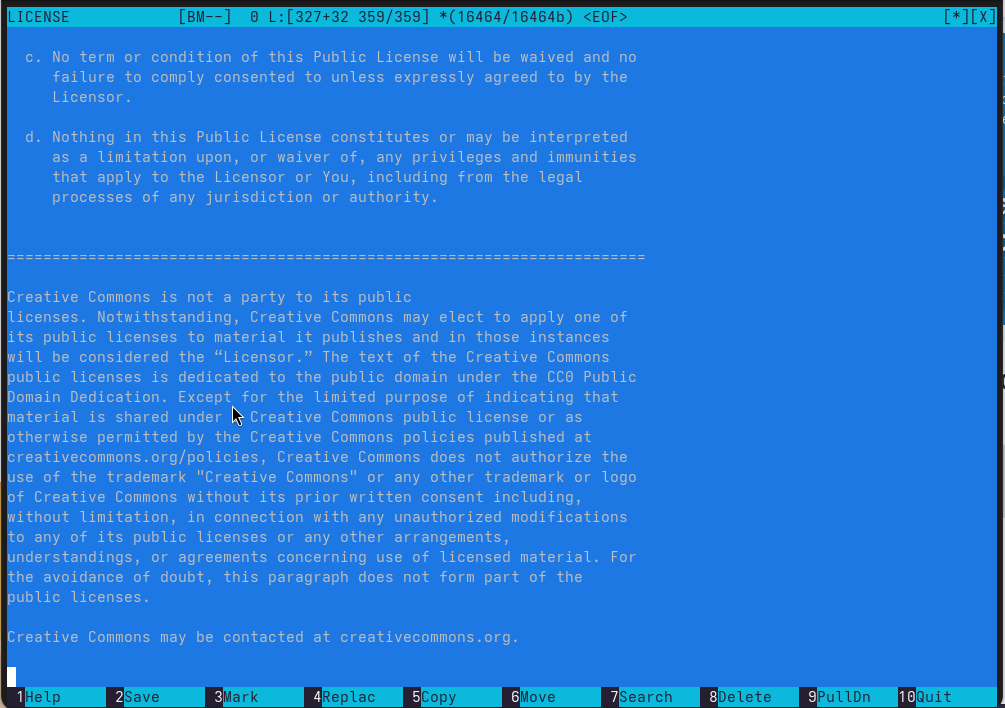 LICENSE [BM--] 0 L:[327+32 359/359] *(16464/16464b) <EOF> [*][X]
c. No term or condition of this Public License will be waived and no
failure to comply consented to unless expressly agreed to by the
Licensor.
d. Nothing in this Public License constitutes or may be interpreted
as a limitation upon, or waiver of, any privileges and immunities
that apply to the Licensor or You, including from the legal
processes of any jurisdiction or authority.
=======================================================================
Creative Commons is not a party to its public
licenses. Notwithstanding, Creative Commons may elect to apply one of
its public licenses to material it publishes and in those instances
will be considered the “Licensor.” The text of the Creative Commons
public licenses is dedicated to the public domain under the CC0 Public
Domain Dedication. Except for the limited purpose of indicating that
material is shared under Creative Commons public license or as
otherwise permitted by the Creative Commons policies published at
creativecommons.org/policies, Creative Commons does not authorize the
use of the trademark "Creative Commons" or any other trademark or logo
of Creative Commons without its prior written consent including,
without limitation, in connection with any unauthorized modifications
to any of its public licenses or any other arrangements,
understandings, or agreements concerning use of licensed material. For
the avoidance of doubt, this paragraph does not form part of the
public licenses.
Creative Commons may be contacted at creativecommons.org.
1Help 2Save 3Mark 4Replac 5Copy 6Move 7Search 8Delete 9PullDn 10Quit